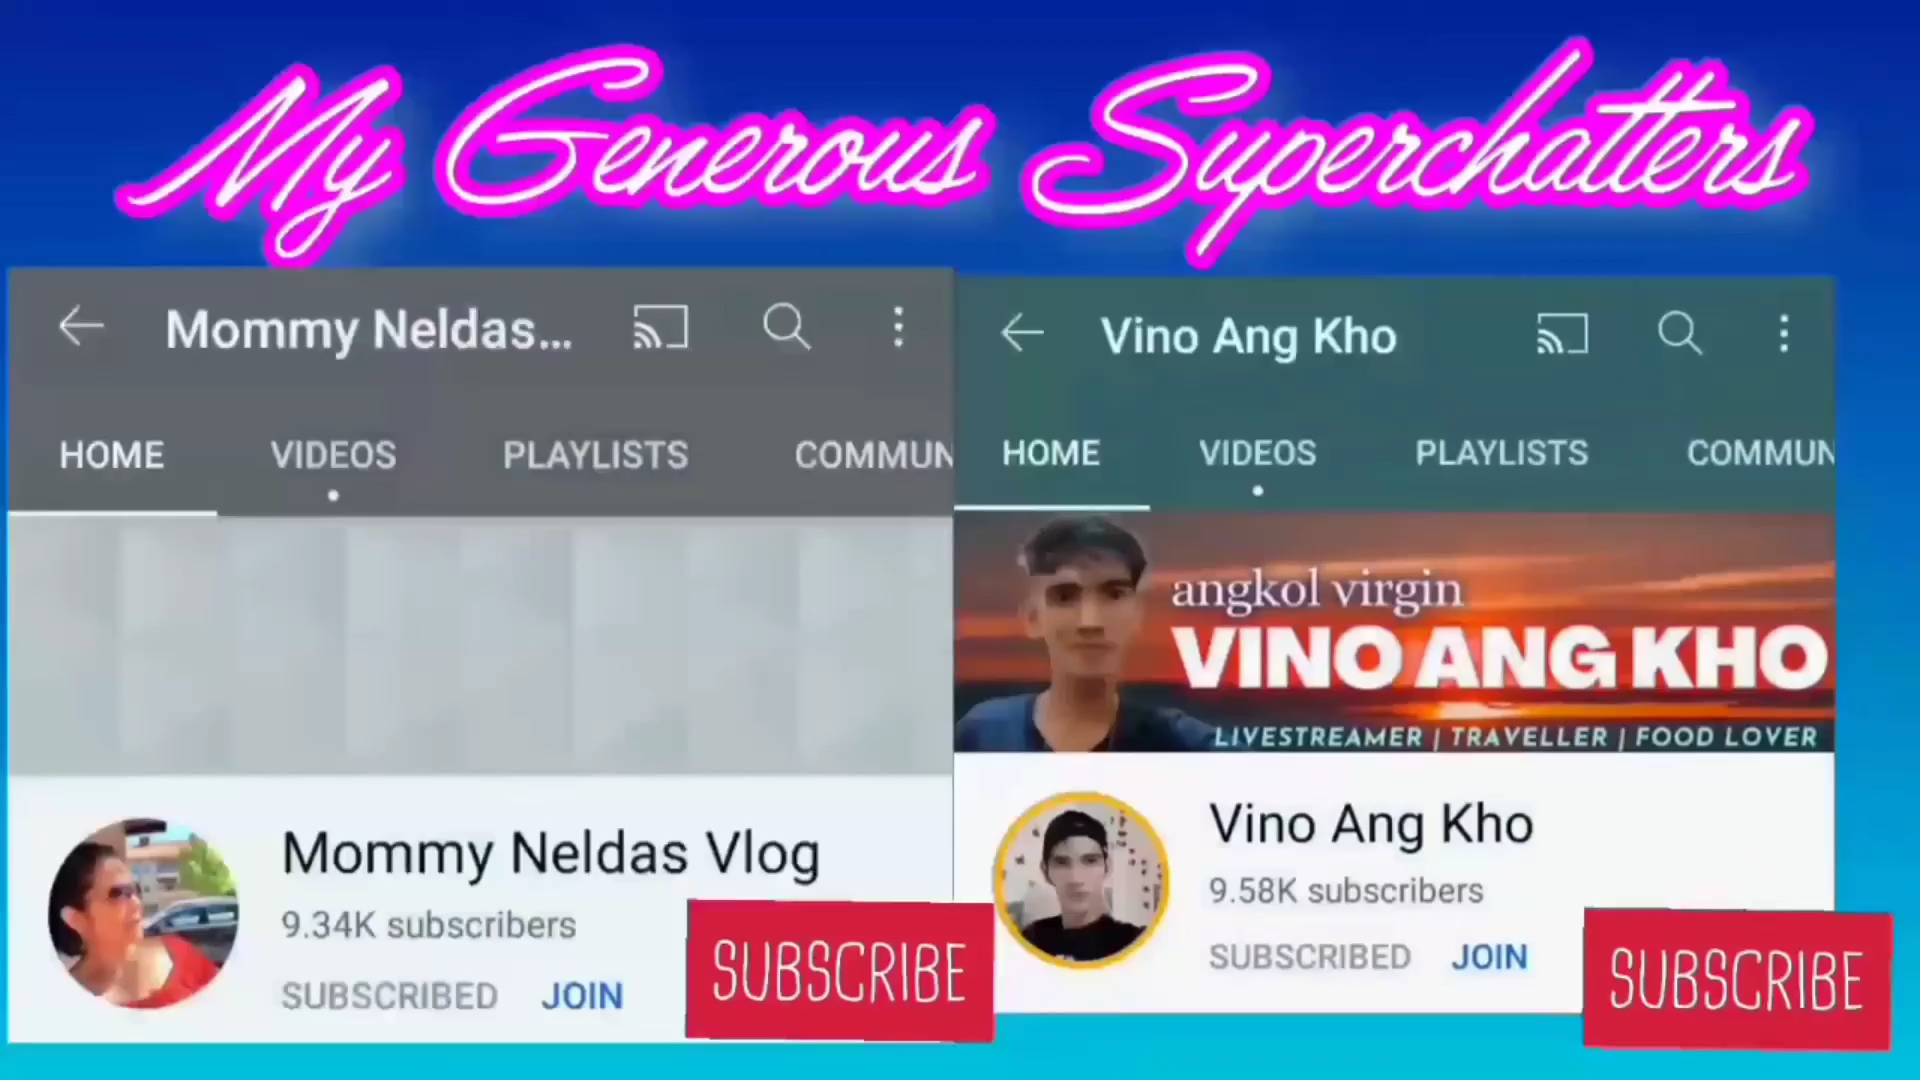 My Generous Superchatters
Mommy Neldas...
HOME VIDEOS PLAYLISTS COMMUN
Mommy Neldas Vlog
9.34K subscribers
SUBSCRIBED JOIN
SUBSCRIBE
Vino Ang Kho
HOME VIDEOS PLAYLISTS COMMUN
angkol virgin
VINO ANG KHO
LIVESTREAMER | TRAVELLER | FOOD LOVER
Vino Ang Kho
9.58K subscribers
SUBSCRIBED JOIN
SUBSCRIBE